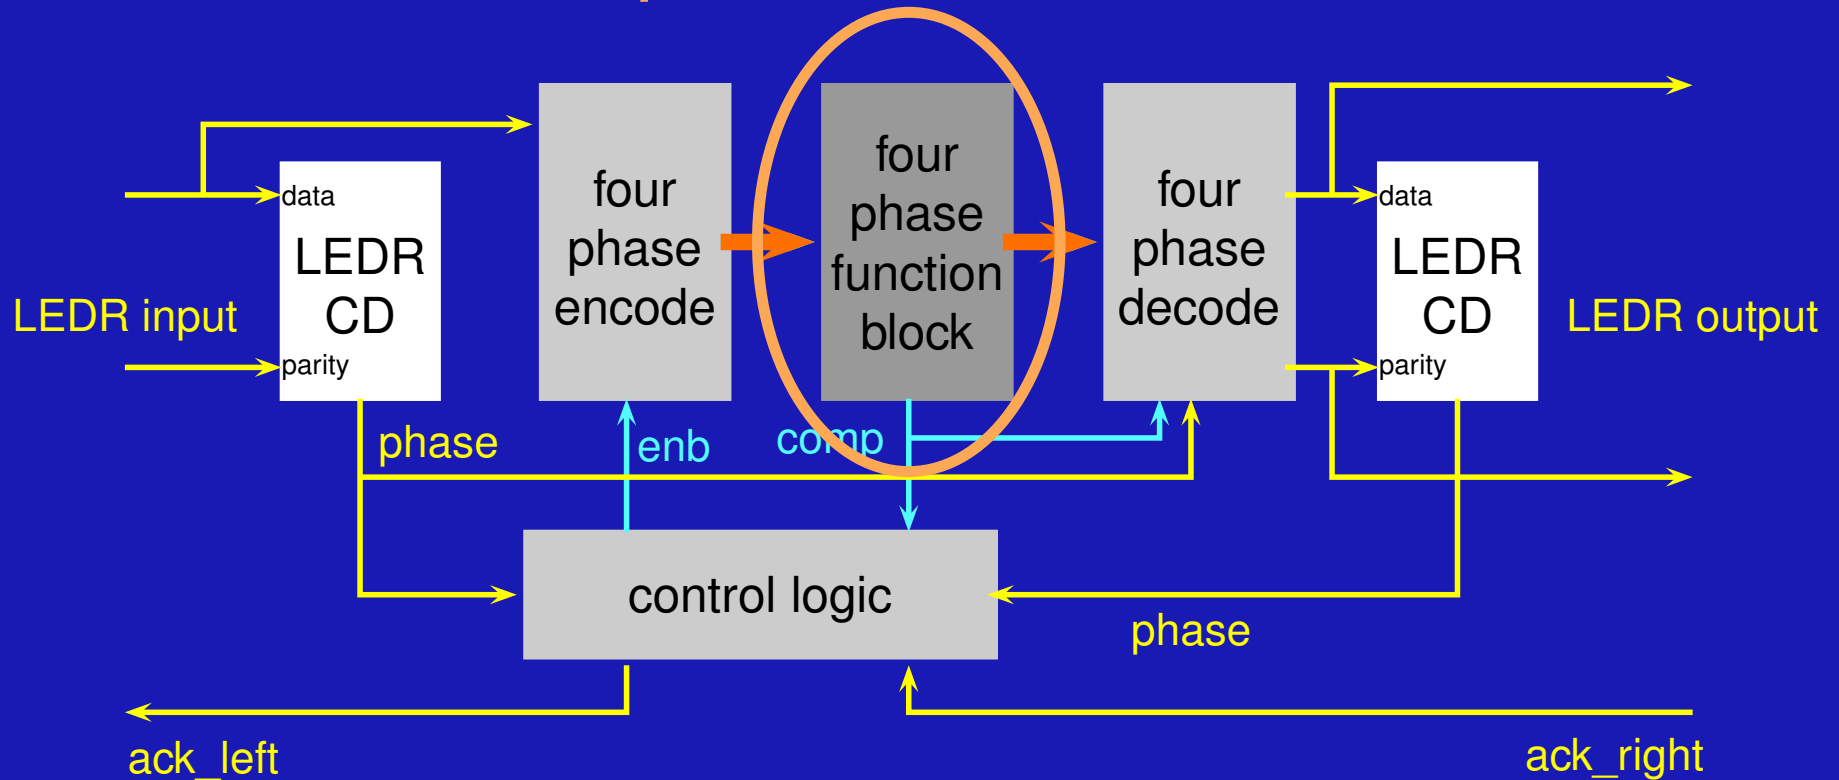 data
LEDR
CD
parity
LEDR input
four
phase
encode
four
phase
function
block
four
phase
decode
data
LEDR
CD
parity
LEDR output
phase
enb
comp
control logic
phase
ack_left
ack_right